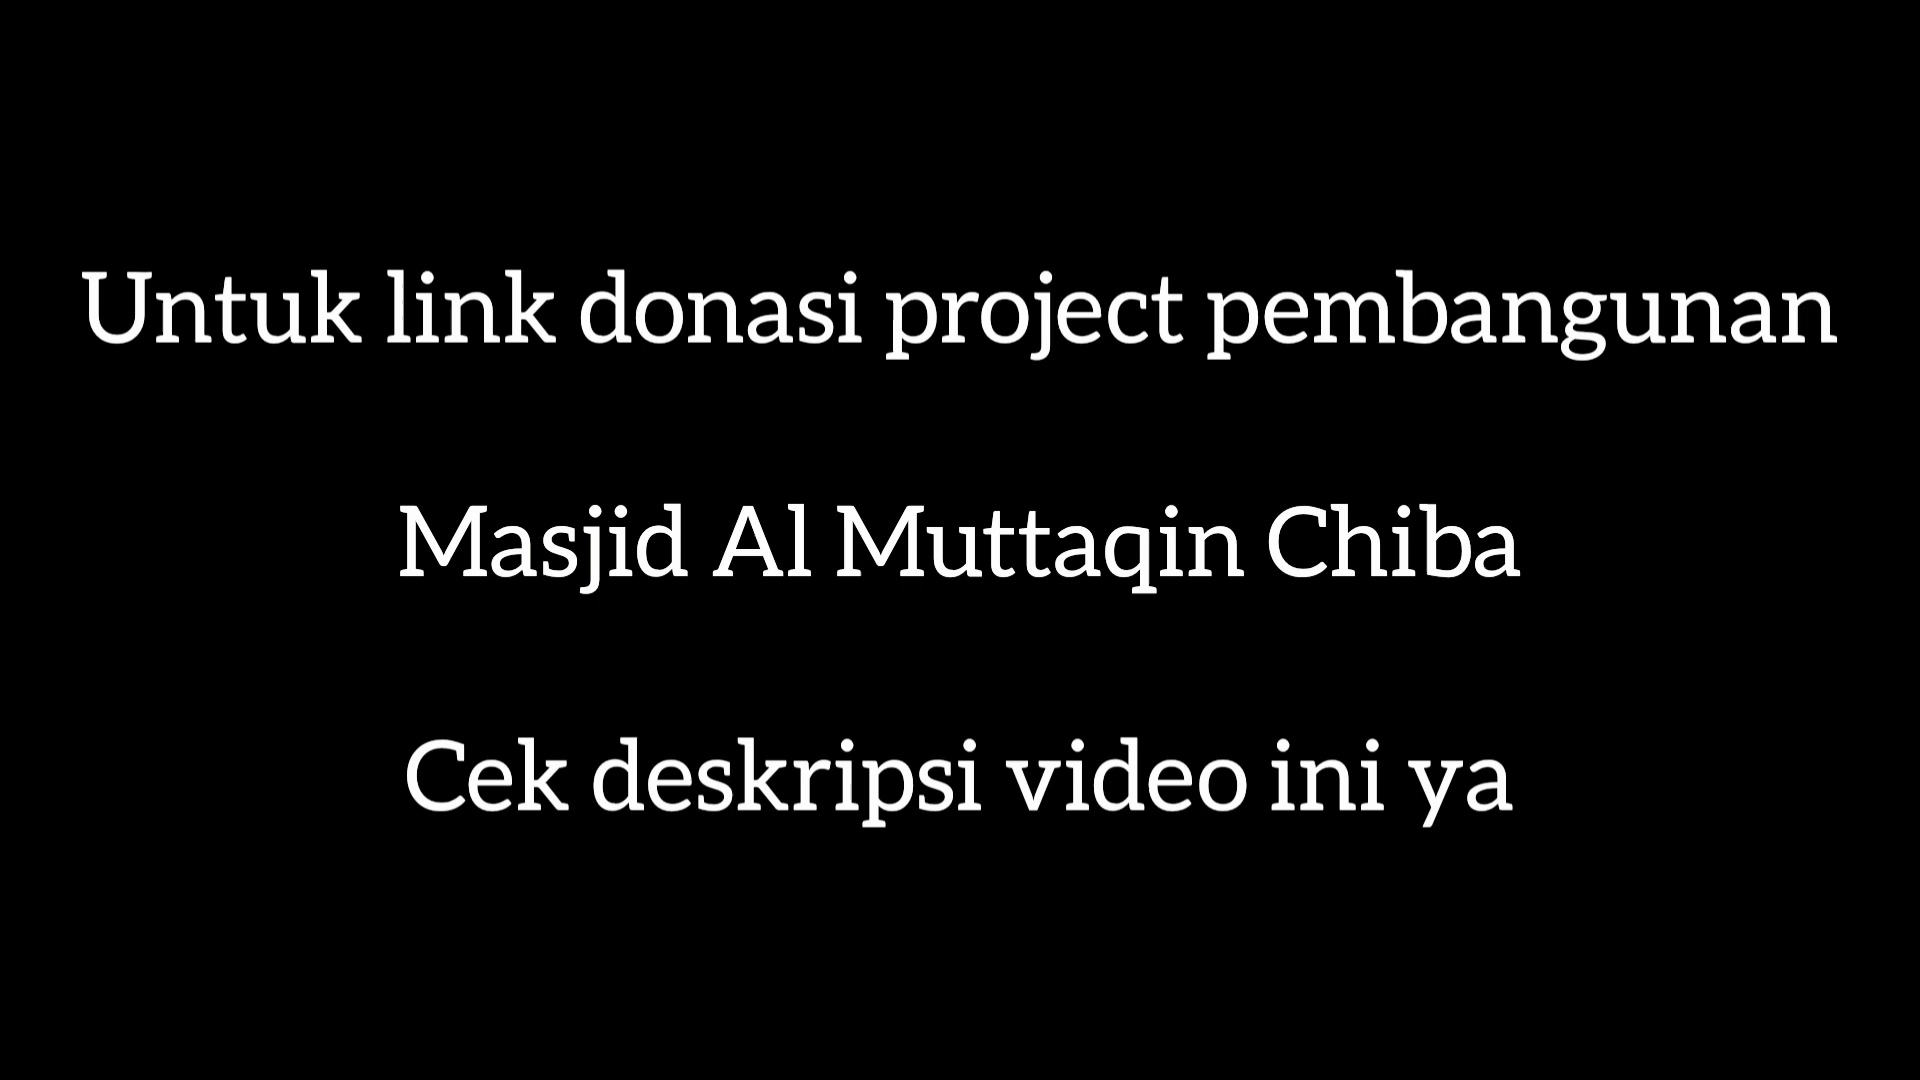 Untuk link donasi project pembangunan
Masjid Al Muttaqin Chiba
Cek deskripsi video ini ya